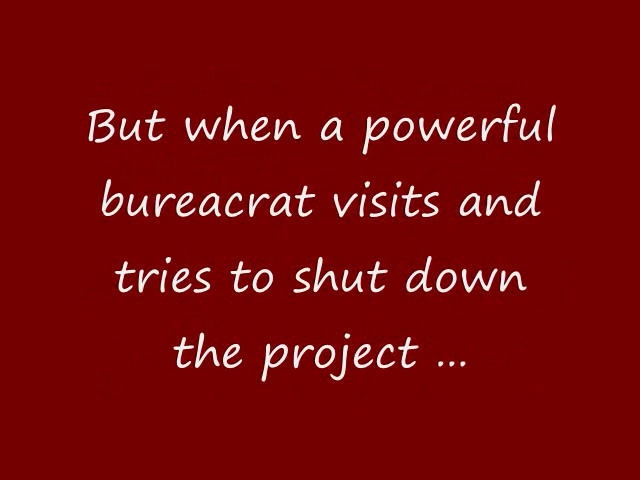 But when a powerful
bureacrat visits and
tries to shut down
the project ...